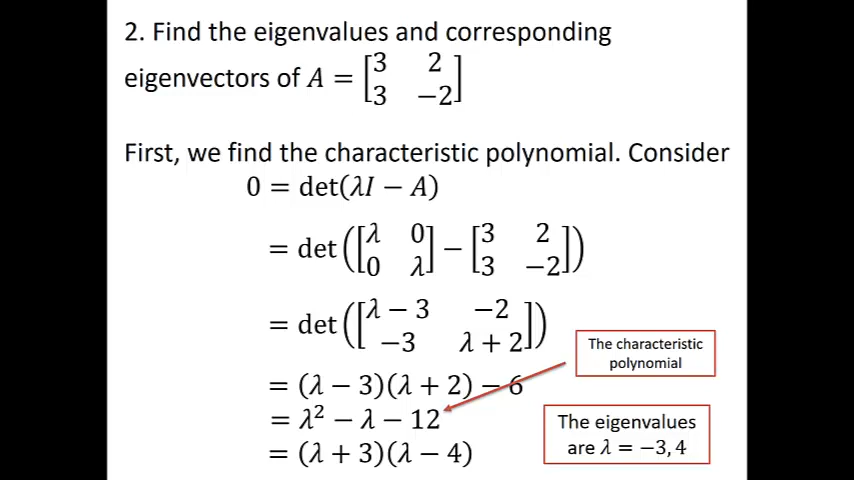 2. Find the eigenvalues and corresponding
eigenvectors of A = [3 2
3 −2]
First, we find the characteristic polynomial. Consider
0 = det(λI − A)
= det([λ 0
0 λ] − [3 2
3 −2])
= det([λ − 3 −2
−3 λ + 2])
The characteristic
polynomial
= (λ − 3)(λ + 2) − 6
= λ² − λ − 12
= (λ + 3)(λ − 4)
The eigenvalues
are λ = −3, 4